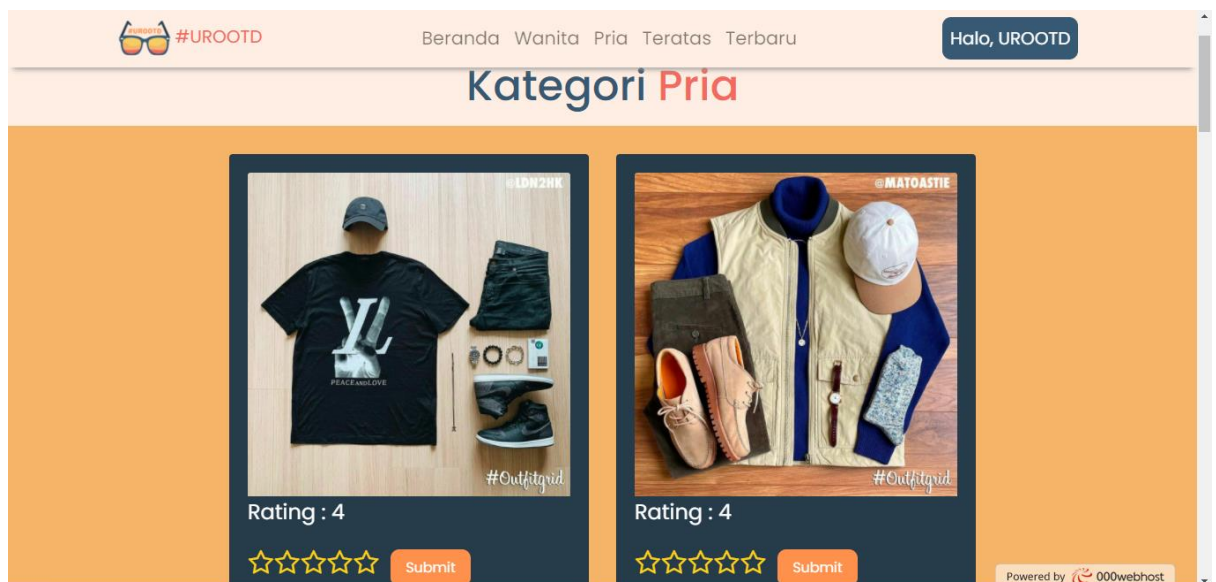 #UROOTD
#UROOTD
Beranda Wanita Pria Teratas Terbaru
Halo, UROOTD
Kategori Pria
@LDN2HK
PEACE AND LOVE
#Outfitgrid
Rating : 4
Submit
@MATOASTIE
#Outfitgrid
Rating : 4
Submit
Powered by 000webhost